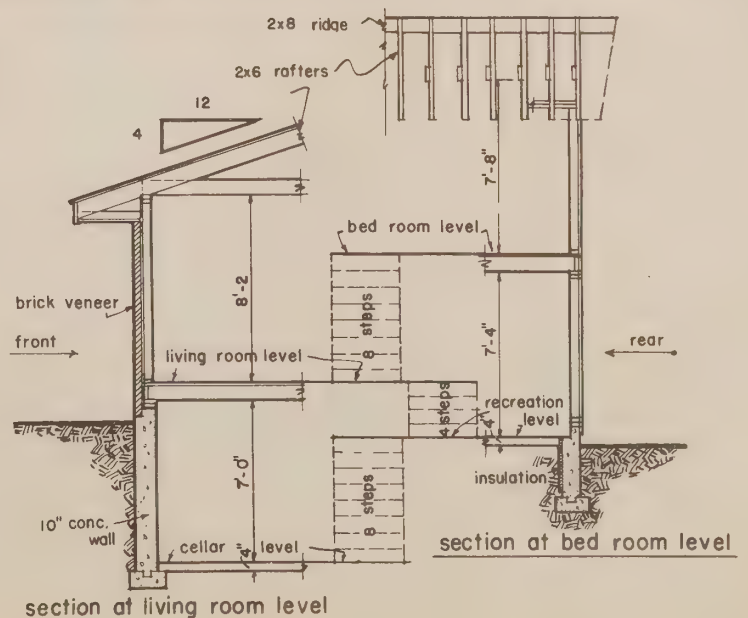 2x8 ridge
2x6 rafters
12
4
7'-8"
bed room level
8'-2
brick veneer
8 steps
7'-4"
front
rear
living room level
4 steps
recreation
level
4"
7'-0"
8 steps
insulation
10" conc.
wall
cellar level
4"
section at bed room level
section at living room level